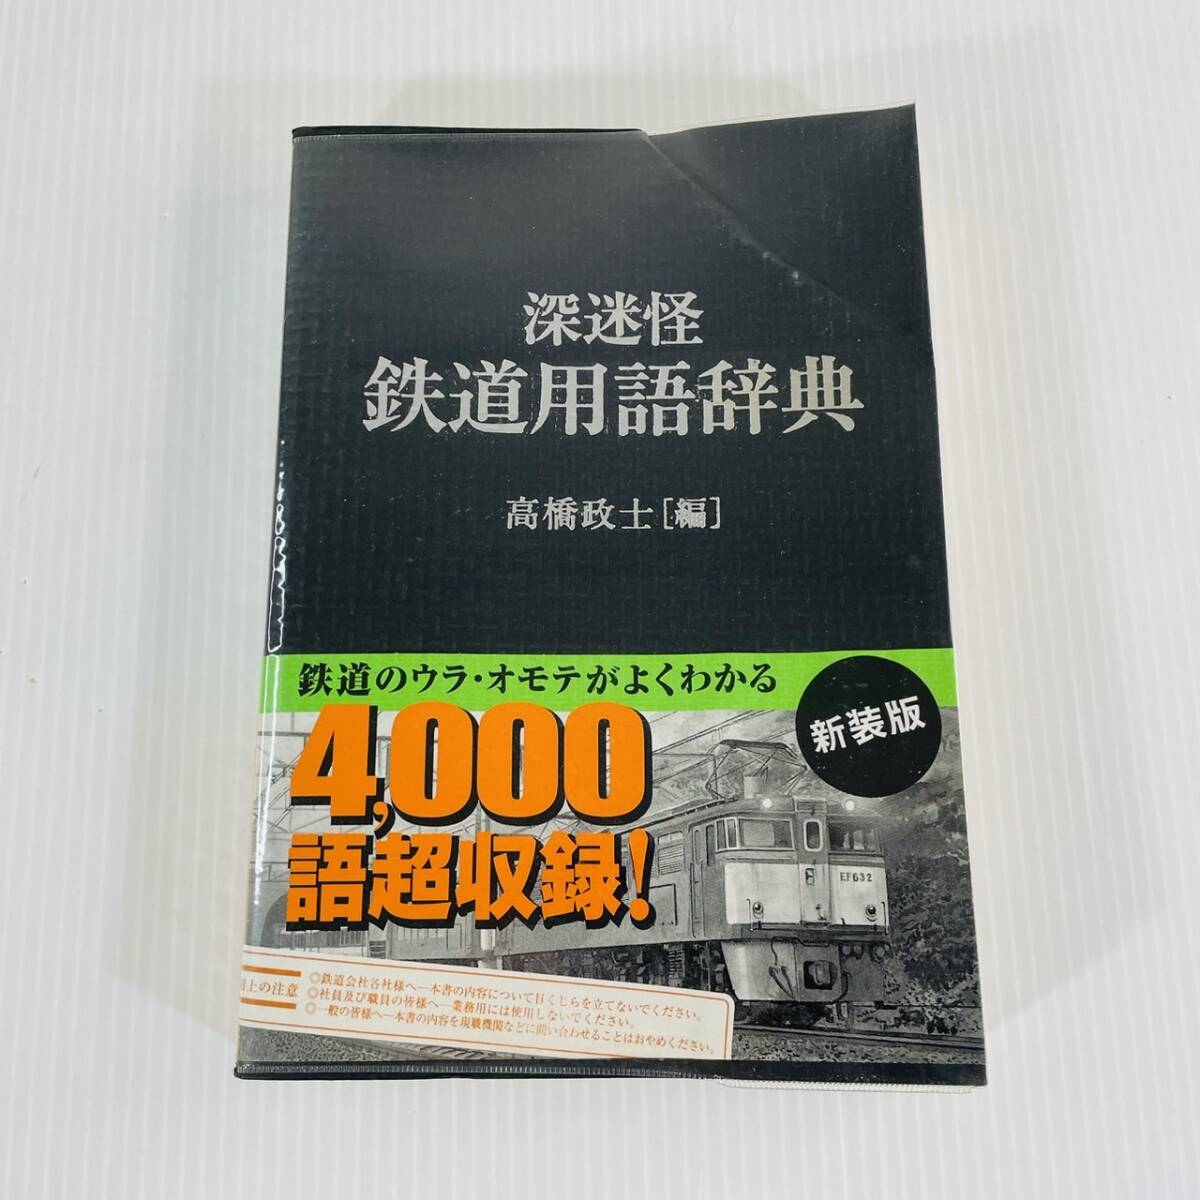 深迷怪
鉄道用語辞典
高橋政士[編]
鉄道のウラ・オモテがよくわかる
新装版
4,000
語超収録!
EF632
上の注意
◎鉄道会社各社様へ―本書の内容について目くじらを立てないでください。
◎社員及び職員の皆様へ―業務用には使用しないでください。
◎一般の皆様へ―本書の内容を現職機関などに問い合わせることはおやめください。